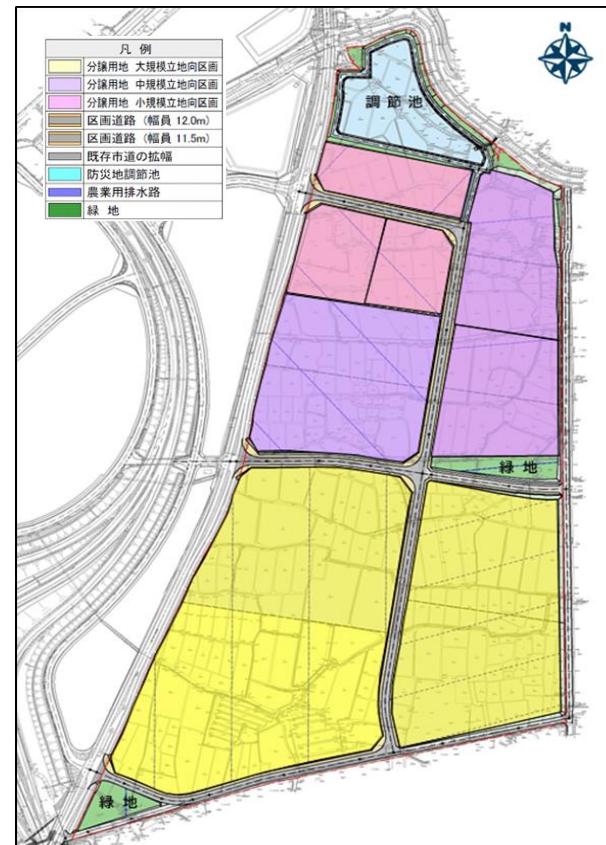 N
凡 例
分譲用地 大規模立地向区画
分譲用地 中規模立地向区画
分譲用地 小規模立地向区画
区画道路（幅員 12.0m）
区画道路（幅員 11.5m）
既存市道の拡幅
防災地調節池
農業用排水路
緑 地
調 節 池
緑 地
緑 地